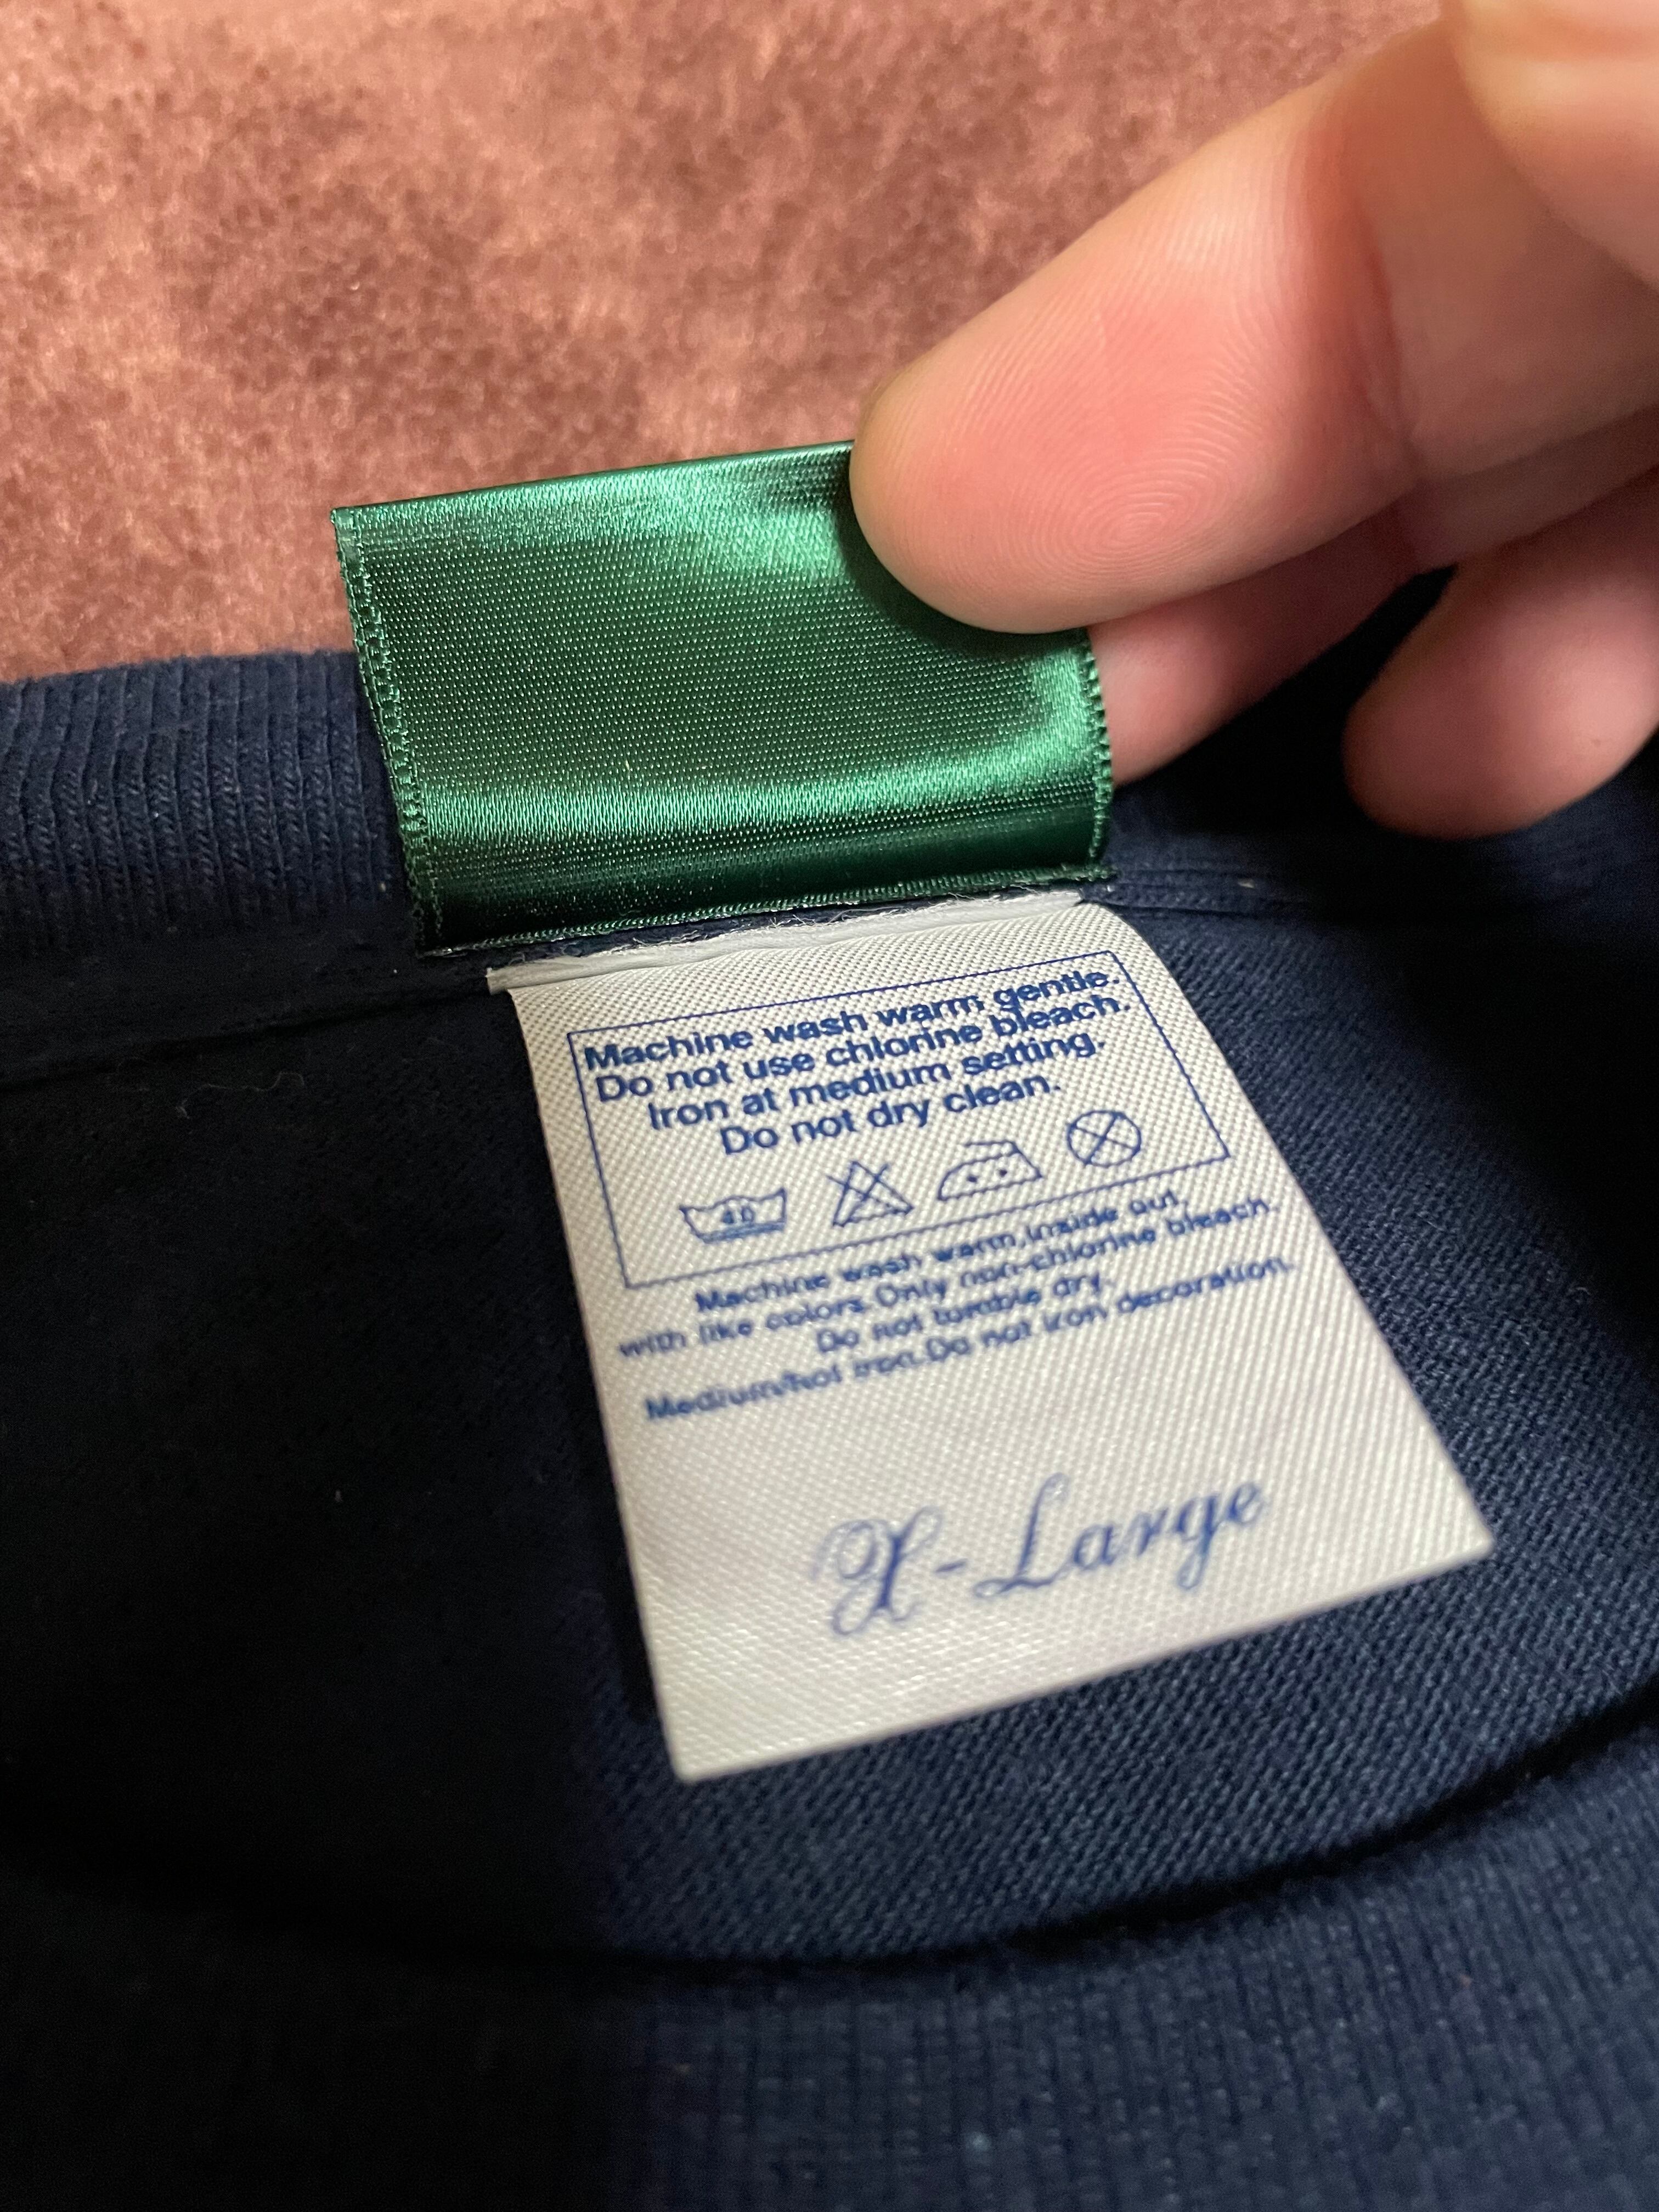 Machine wash warm gentle.
Do not use chlorine bleach.
Iron at medium setting.
Do not dry clean.
40
Machine wash warm,inside out,
with like colors.Only non-chlorine bleach.
Do not tumble dry.
Medium/hot iron.Do not iron decoration.
X-Large